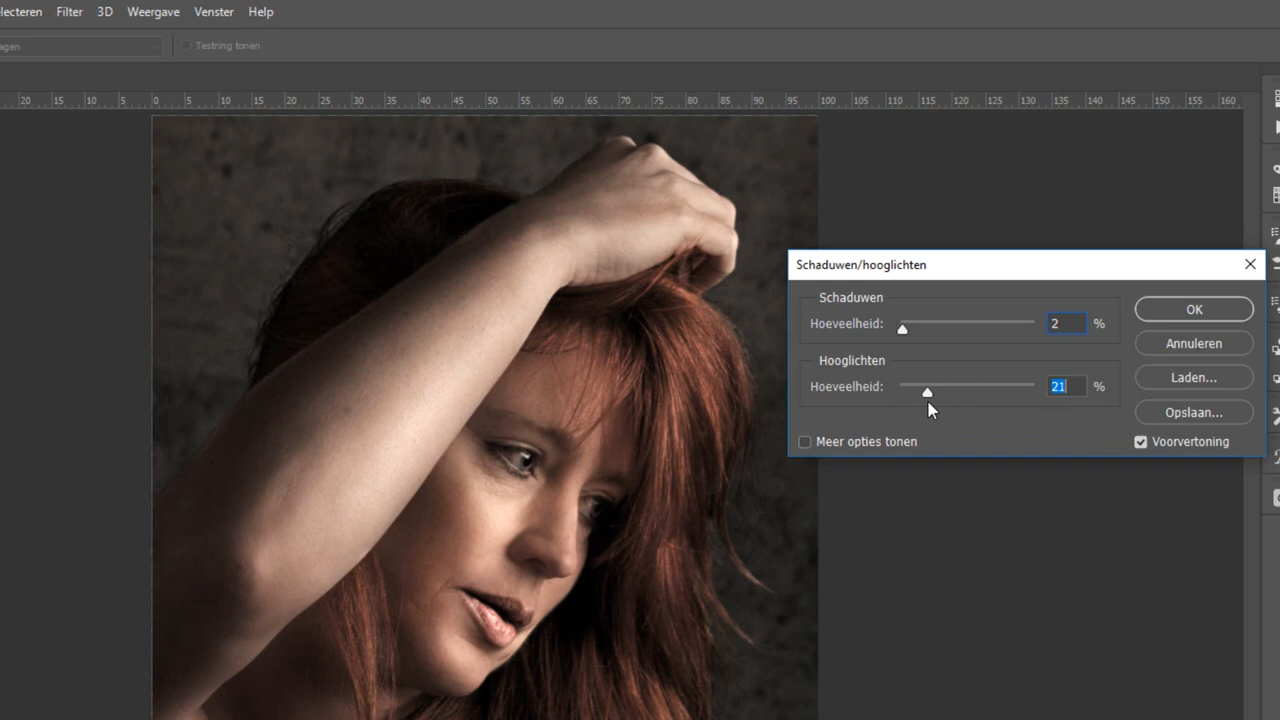 electeren Filter 3D Weergave Venster Help
agen Testring tonen
20 15 10 5 0 5 10 15 20 25 30 35 40 45 50 55 60 65 70 75 80 85 90 95 100 105 110 115 120 125 130 135 140 145 150 155 160
Schaduwen/hooglichten
Schaduwen
Hoeveelheid: 2 %
OK
Annuleren
Hooglichten
Hoeveelheid: 21 %
Laden...
Opslaan...
Meer opties tonen
Voorvertoning